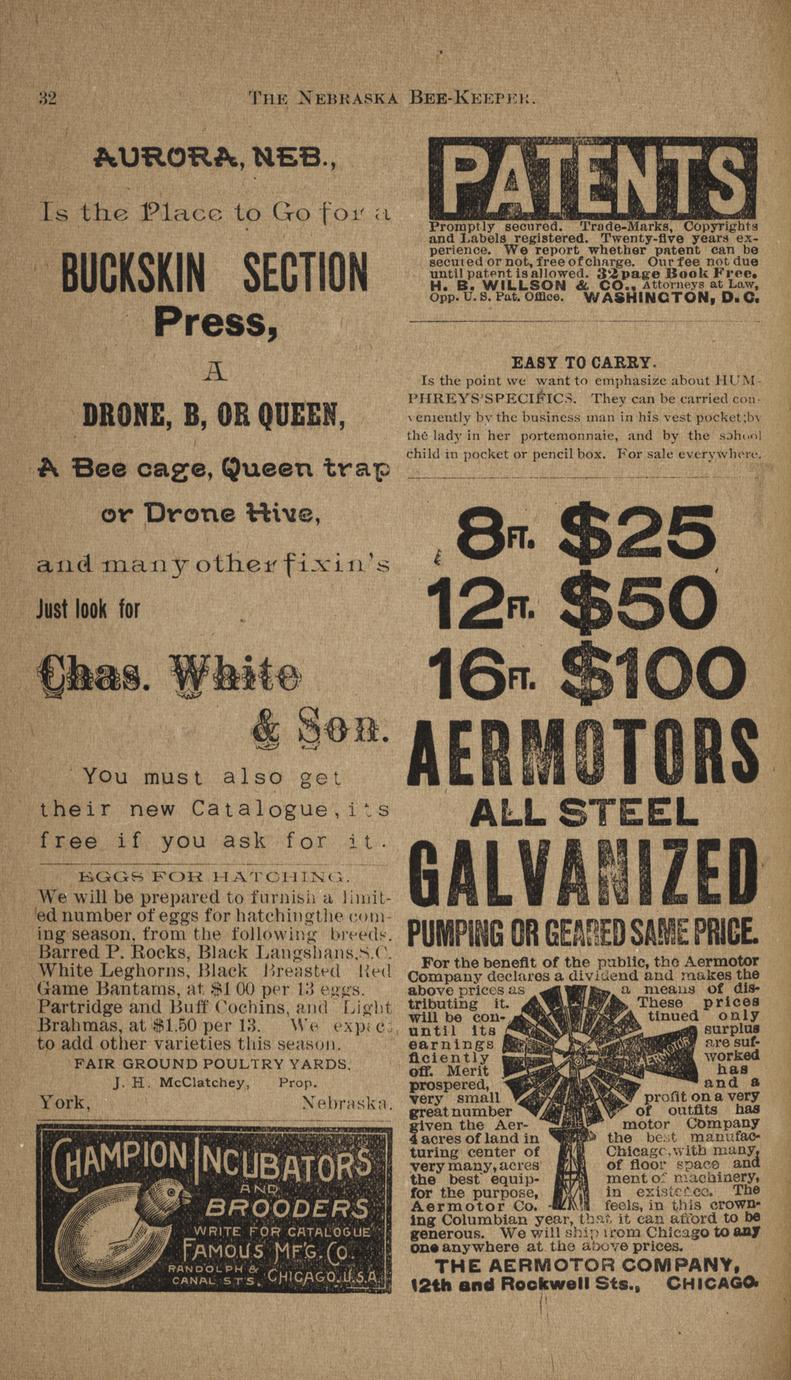 32
THE NEBRASKA BEE-KEEPER.
AURORA, NEB.,
Is the Place to Go for a
BUCKSKIN SECTION
Press,
A
DRONE, B, OR QUEEN,
A Bee cage, Queen trap
or Drone Hive,
and many other fixin's
Just look for
Chas. White
& Son.
You must also get
their new Catalogue, its
free if you ask for it.
EGGS FOR HATCHING.
We will be prepared to furnish a limit-
ed number of eggs for hatchingthe com-
ing season, from the following breeds.
Barred P. Rocks, Black Langshans,S.C.
White Leghorns, Black Breasted Red
Game Bantams, at $1 00 per 13 eggs.
Partridge and Buff Cochins, and Light
Brahmas, at $1.50 per 13. We expec
to add other varieties this season.
FAIR GROUND POULTRY YARDS.
J. H. McClatchey, Prop.
York, Nebraska.
CHAMPION INCUBATORS
AND
BROODERS
WRITE FOR CATALOGUE
FAMOUS MF'G. CO.
RANDOLPH &
CANAL STS. CHICAGO.U.S.A.
PATENTS
Promptly secured. Trade-Marks, Copyrights
and Labels registered. Twenty-five years ex-
perience. We report whether patent can be
secured or not, free of charge. Our fee not due
until patent is allowed. 32 page Book Free.
H. B. WILLSON & CO., Attorneys at Law,
Opp. U. S. Pat. Office. WASHINGTON, D. C.
EASY TO CARRY.
Is the point we want to emphasize about HUM-
PHREYS'SPECIFICS. They can be carried con-
veniently by the business man in his vest pocket;by
the lady in her portemonnaie, and by the school
child in pocket or pencil box. For sale everywhere.
8FT. $25
12FT. $50
16FT. $100
AERMOTORS
ALL STEEL
GALVANIZED
PUMPING OR GEARED SAME PRICE.
For the benefit of the public, the Aermotor
Company declares a dividend and makes the
above prices as a means of dis-
tributing it. These prices
will be con- tinued only
until its surplus
earnings are suf-
ficiently worked
off. Merit has
prospered, and a
very small profit on a very
great number of outfits has
given the Aer- motor Company
4 acres of land in the best manufac-
turing center of Chicago, with many,
very many, acres of floor space and
the best equip- ment of machinery,
for the purpose, in existence. The
Aermotor Co. feels, in this crown-
ing Columbian year, that it can afford to be
generous. We will ship from Chicago to any
one anywhere at the above prices.
AERMOTOR
THE AERMOTOR COMPANY,
12th and Rockwell Sts., CHICAGO.